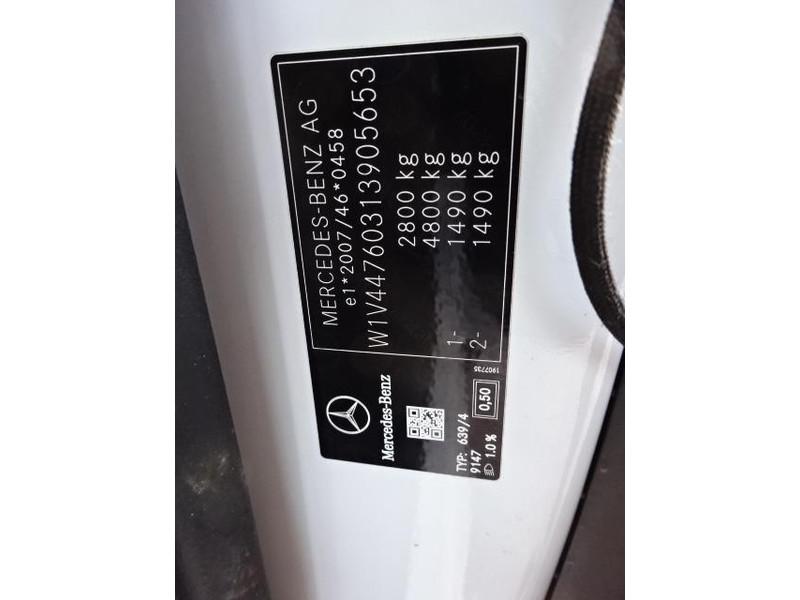 MERCEDES-BENZ AG
e1*2007/46*0458
W1V44760313905653
2800 kg
4800 kg
1- 1490 kg
2- 1490 kg
Mercedes-Benz
1907735
TYP: 639/4
9147
0,50
1.0 %